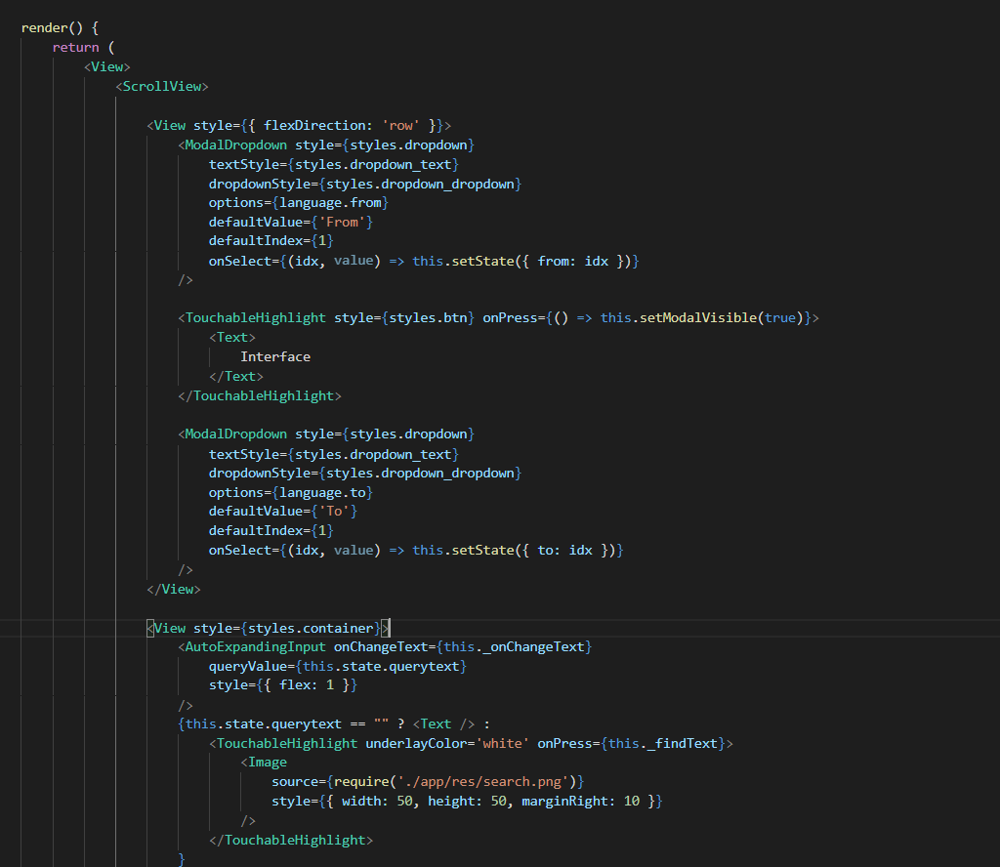 render() {
return (
<View>
<ScrollView>
<View style={{ flexDirection: 'row' }}>
<ModalDropdown style={styles.dropdown}
textStyle={styles.dropdown_text}
dropdownStyle={styles.dropdown_dropdown}
options={language.from}
defaultValue={'From'}
defaultIndex={1}
onSelect={(idx, value) => this.setState({ from: idx })}
/>
<TouchableHighlight style={styles.btn} onPress={() => this.setModalVisible(true)}>
<Text>
Interface
</Text>
</TouchableHighlight>
<ModalDropdown style={styles.dropdown}
textStyle={styles.dropdown_text}
dropdownStyle={styles.dropdown_dropdown}
options={language.to}
defaultValue={'To'}
defaultIndex={1}
onSelect={(idx, value) => this.setState({ to: idx })}
/>
</View>
<View style={styles.container}>
<AutoExpandingInput onChangeText={this._onChangeText}
queryValue={this.state.querytext}
style={{ flex: 1 }}
/>
{this.state.querytext == "" ? <Text /> :
<TouchableHighlight underlayColor='white' onPress={this._findText}>
<Image
source={require('./app/res/search.png')}
style={{ width: 50, height: 50, marginRight: 10 }}
/>
</TouchableHighlight>
}